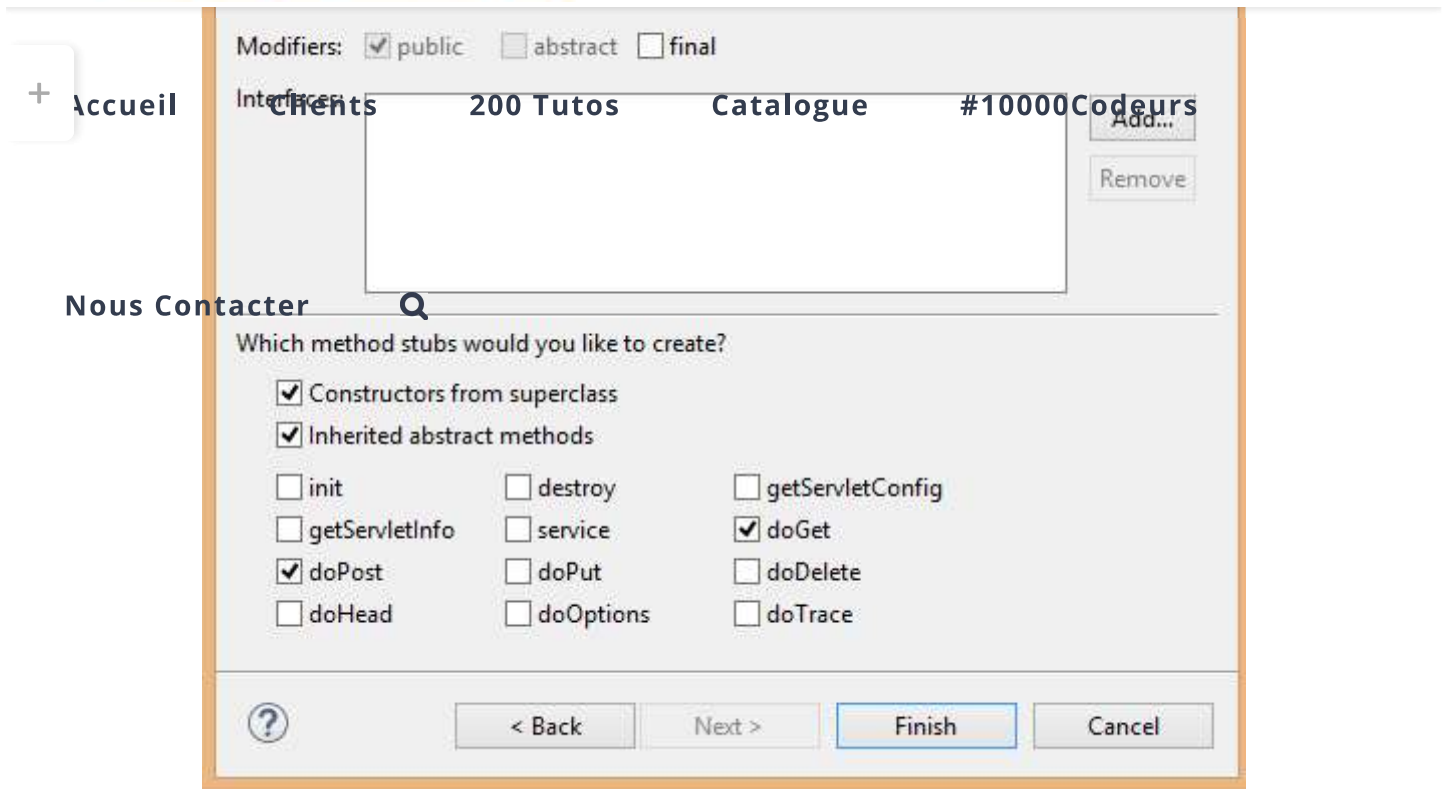 Modifiers: public abstract final
Interfaces:
Accueil Clients 200 Tutos Catalogue #10000Codeurs
Add...
Remove
Nous Contacter
Which method stubs would you like to create?
Constructors from superclass
Inherited abstract methods
init destroy getServletConfig
getServletInfo service doGet
doPost doPut doDelete
doHead doOptions doTrace
< Back Next > Finish Cancel